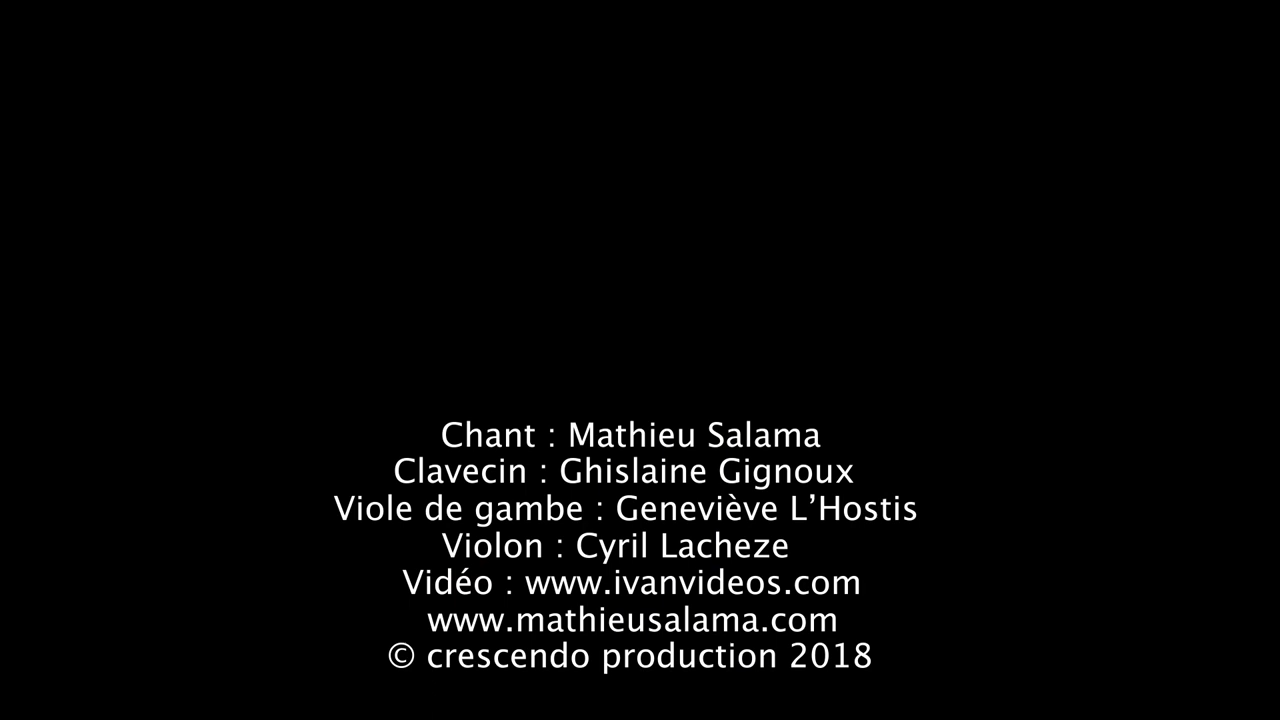 Chant : Mathieu Salama
Clavecin : Ghislaine Gignoux
Viole de gambe : Geneviève L’Hostis
Violon : Cyril Lacheze
Vidéo : www.ivanvideos.com
www.mathieusalama.com
© crescendo production 2018